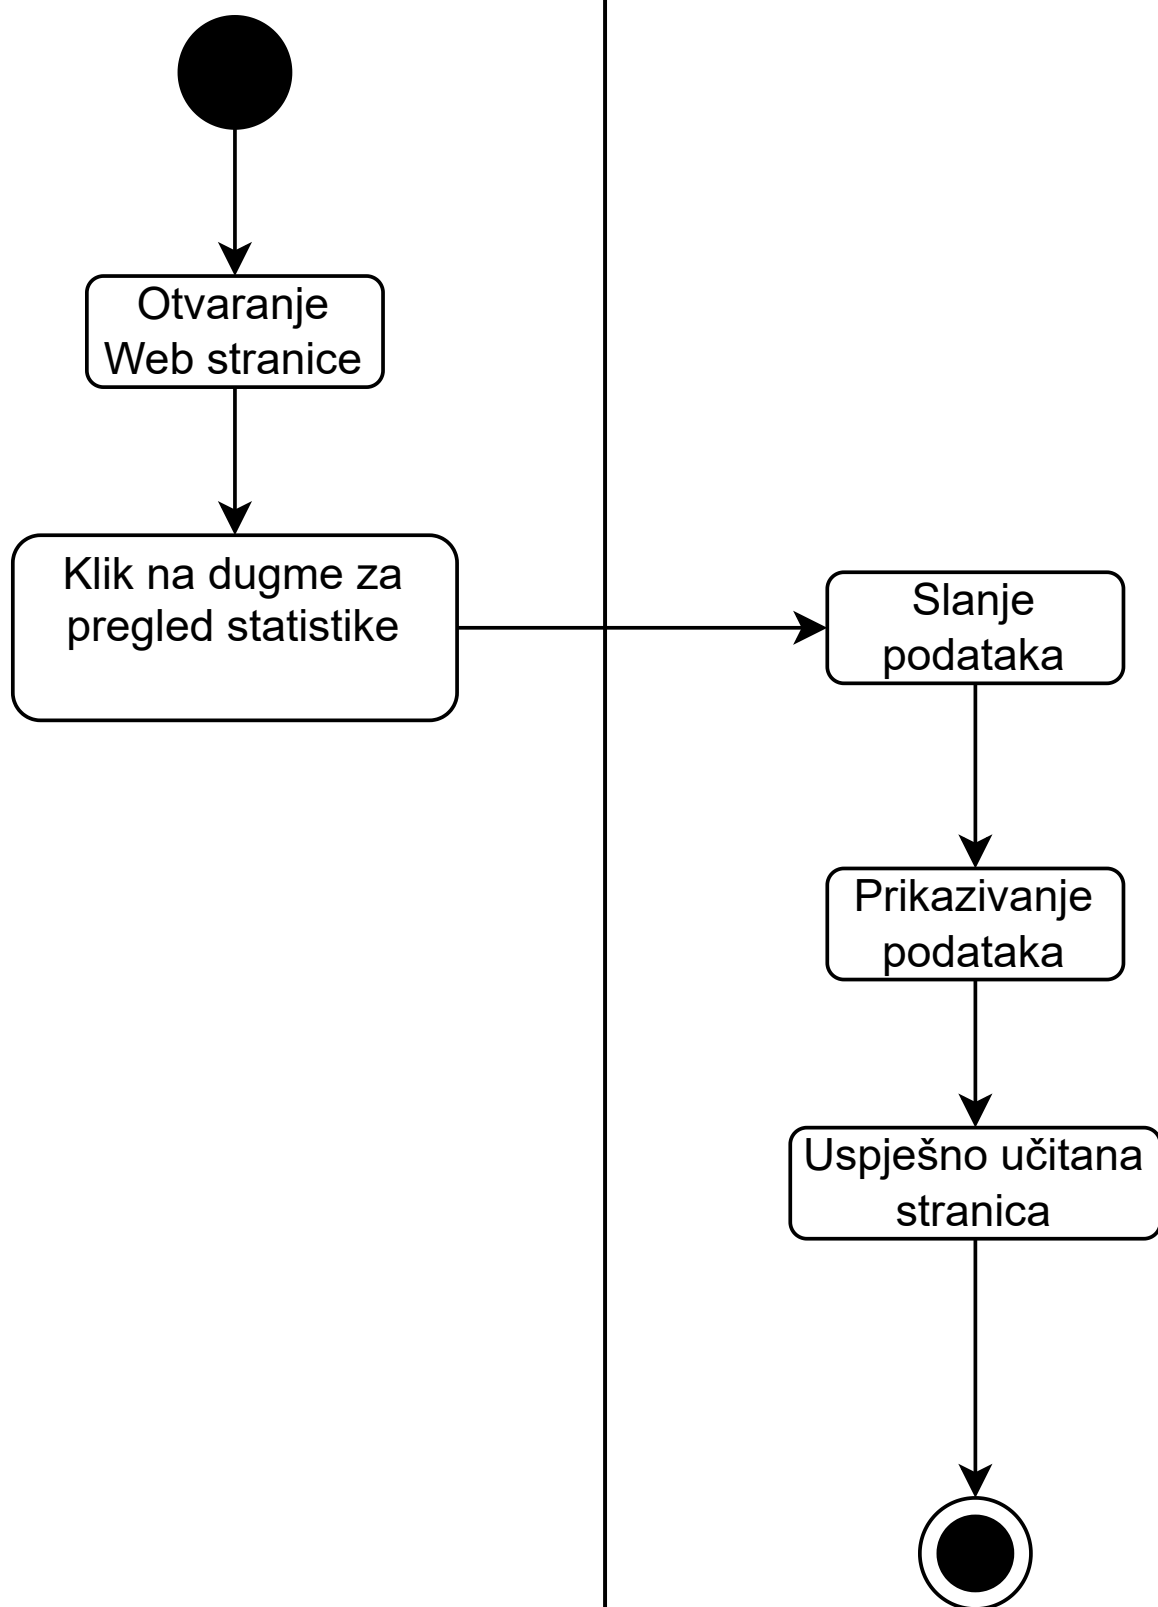 Otvaranje
Web stranice
Klik na dugme za
pregled statistike
Slanje
podataka
Prikazivanje
podataka
Uspješno učitana
stranica